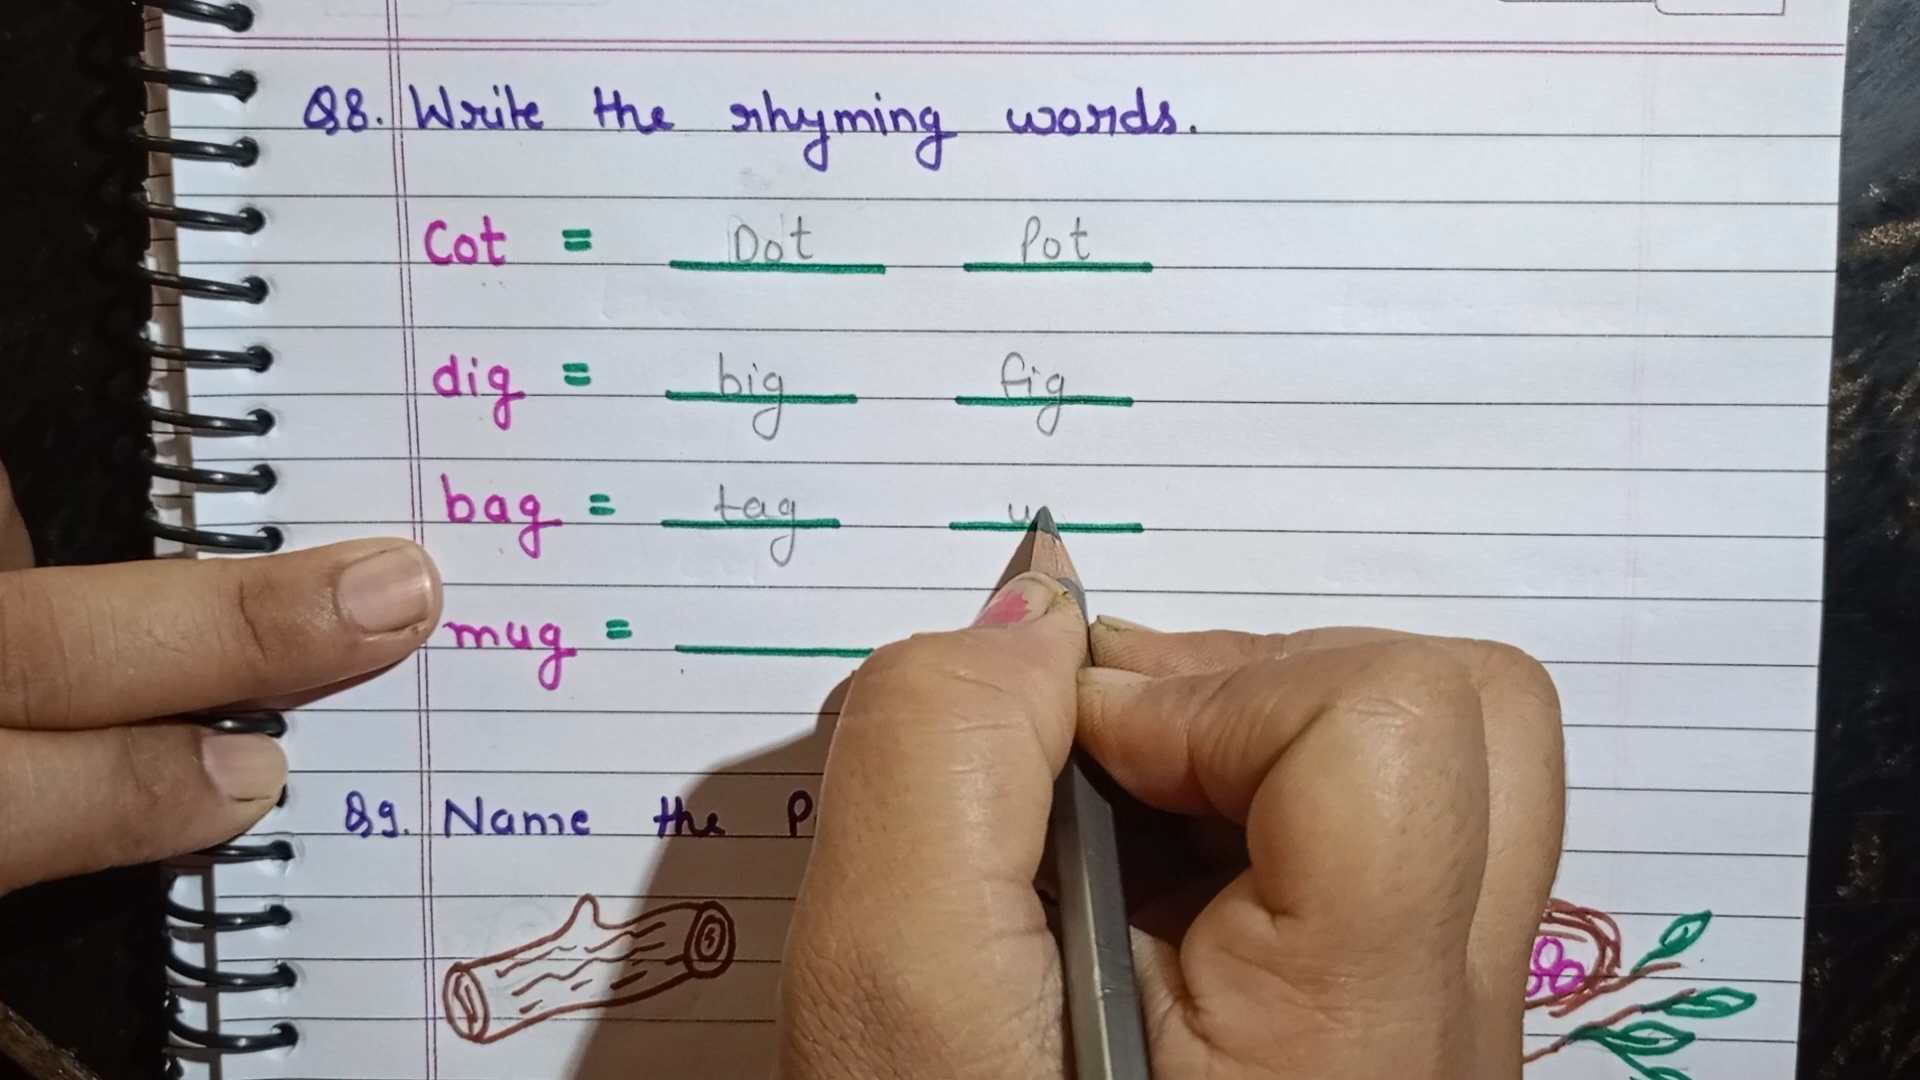 Q8. Write the rhyming words.
Cot = Dot Pot
dig = big fig
bag = tag
mug =
Q9. Name the